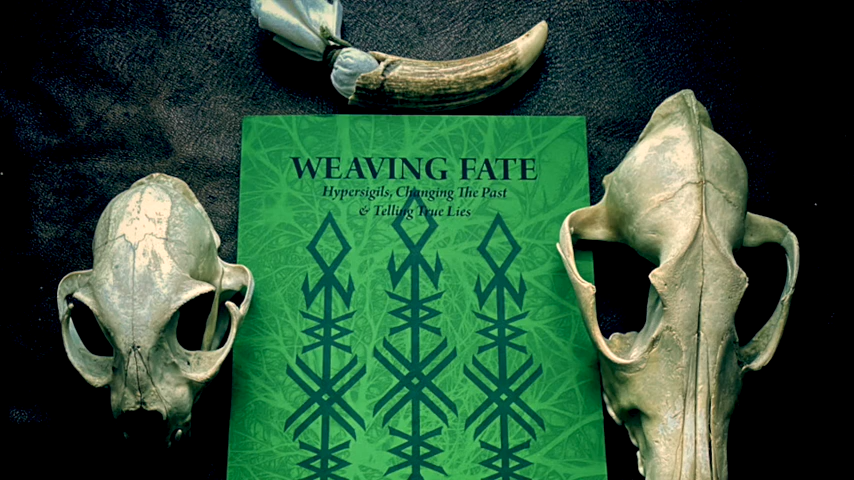 WEAVING FATE
Hypersigils, Changing The Past
& Telling True Lies